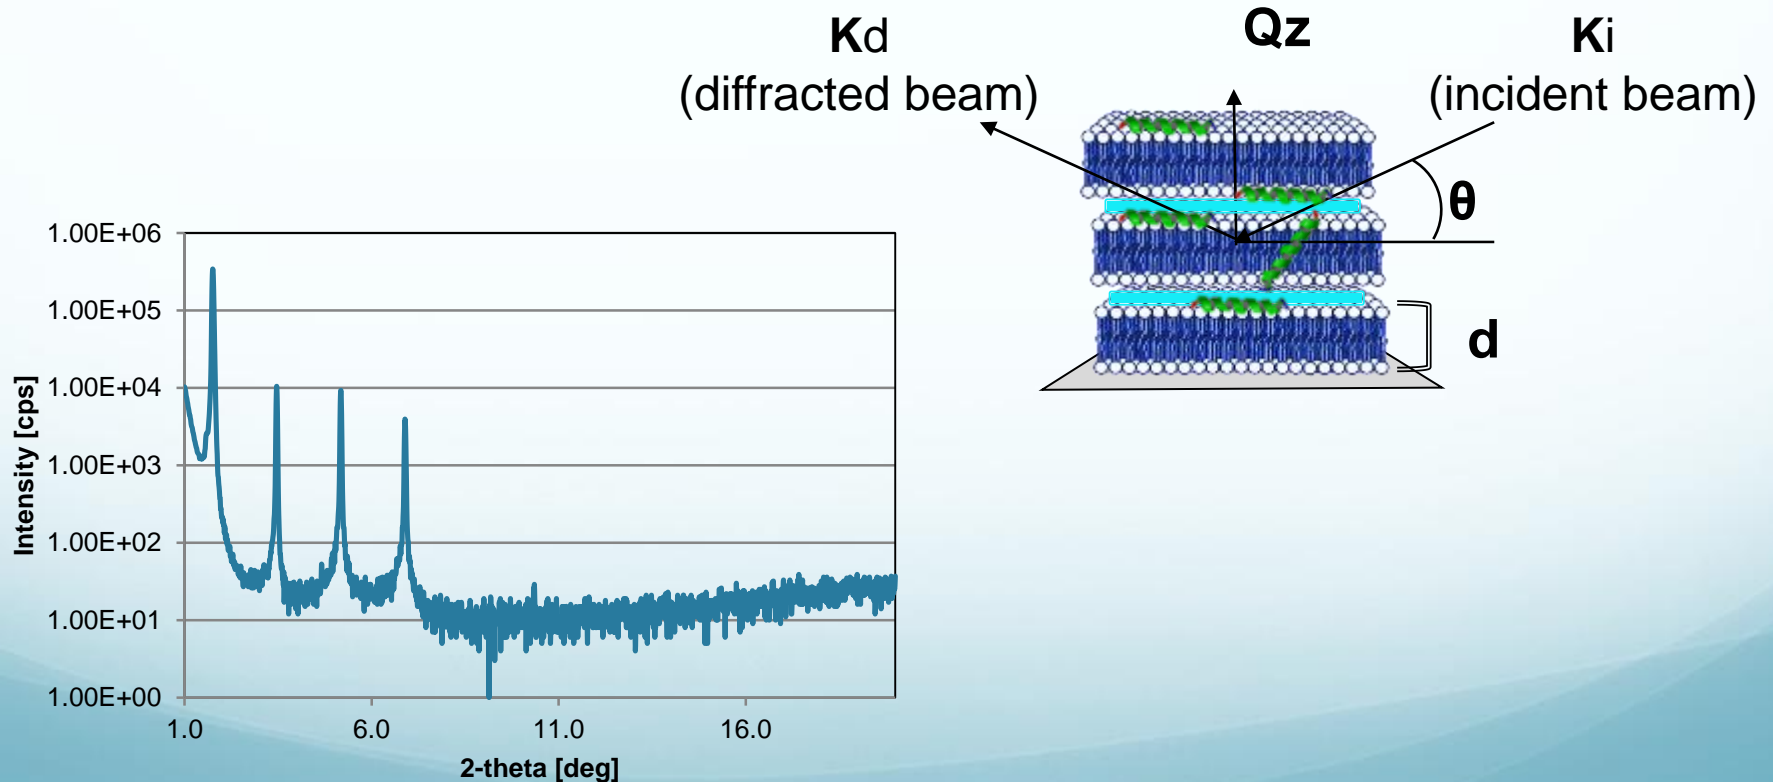 Kd
(diffracted beam)
Qz
Ki
(incident beam)
θ
d
1.00E+06
1.00E+05
1.00E+04
1.00E+03
1.00E+02
1.00E+01
1.00E+00
Intensity [cps]
1.0 6.0 11.0 16.0
2-theta [deg]